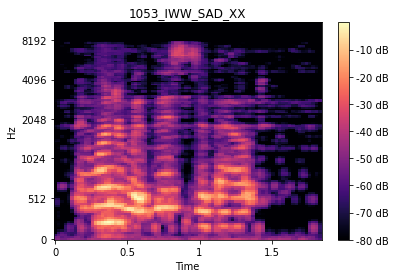 1053_IWW_SAD_XX
8192
4096
2048
1024
512
0
Hz
0
0.5
1
1.5
Time
-10 dB
-20 dB
-30 dB
-40 dB
-50 dB
-60 dB
-70 dB
-80 dB